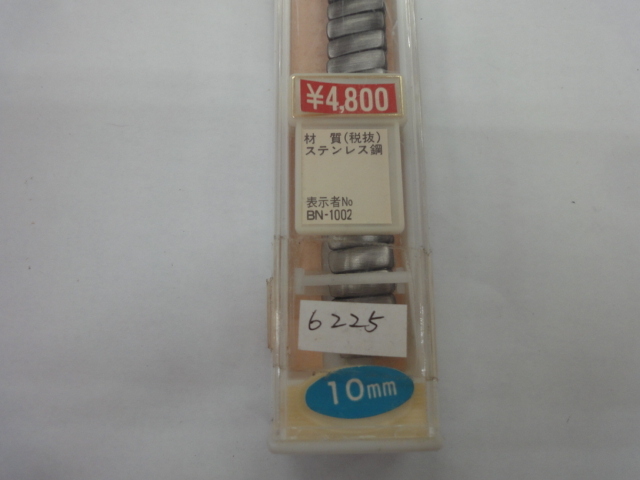 ¥4,800
材 質(税抜)
ステンレス鋼
表示者No
BN-1002
6225
10mm